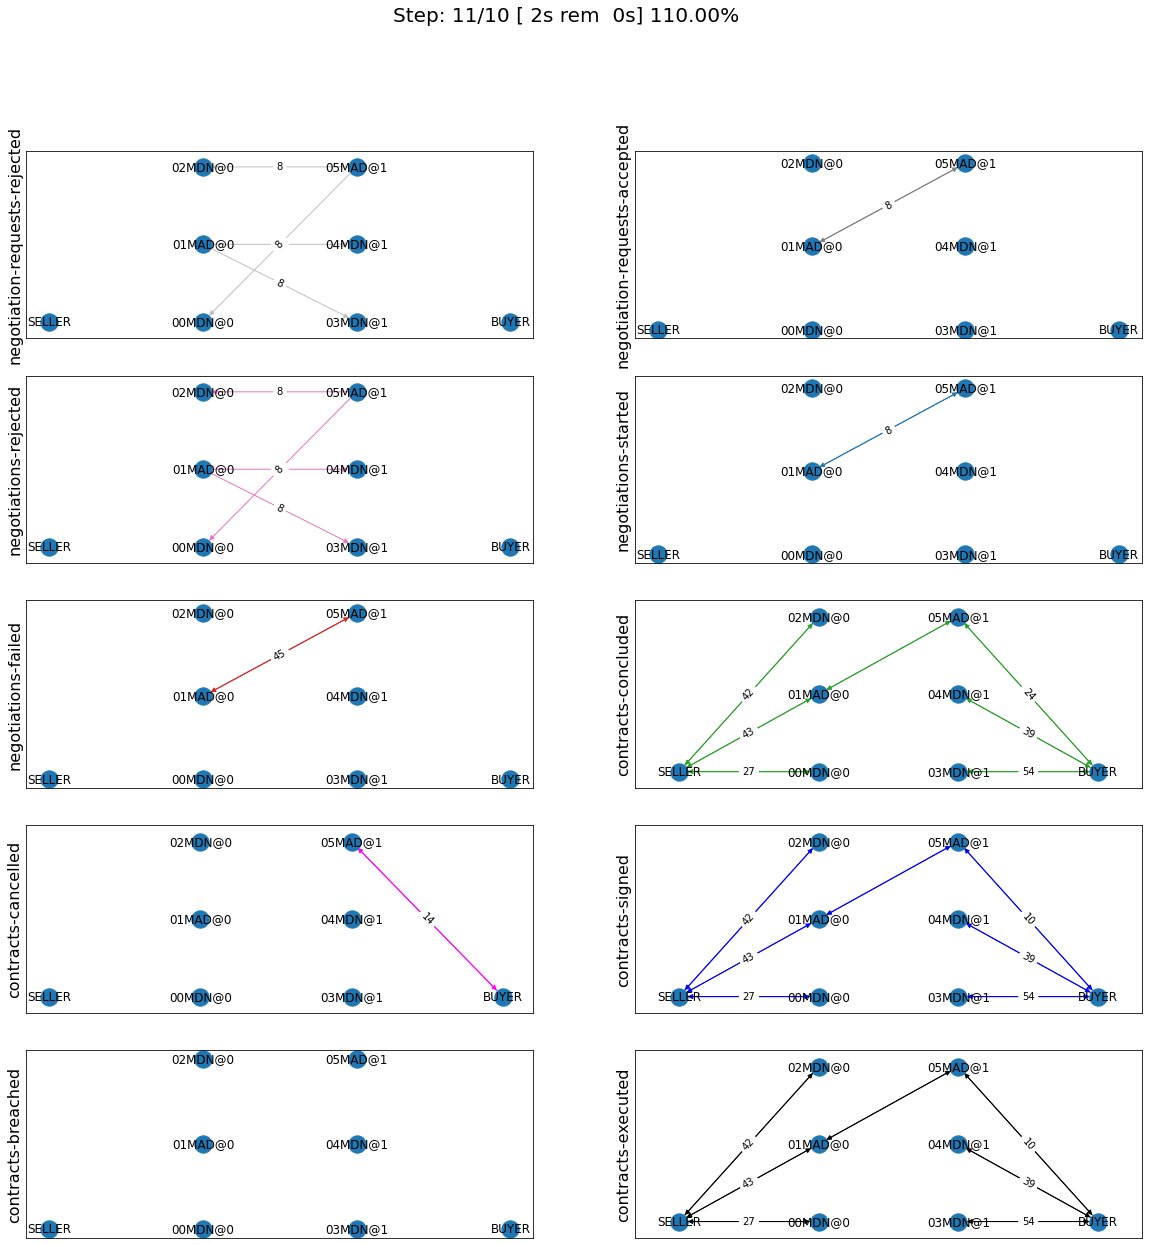 Step: 11/10 [ 2s rem  0s] 110.00%
negotiation-requests-rejected
02MDN@0
8
05MAD@1
01MAD@0
8
04MDN@1
8
SELLER
00MDN@0
03MDN@1
BUYER
negotiation-requests-accepted
02MDN@0
05MAD@1
8
01MAD@0
04MDN@1
SELLER
00MDN@0
03MDN@1
BUYER
negotiations-rejected
02MDN@0
8
05MAD@1
01MAD@0
8
04MDN@1
8
SELLER
00MDN@0
03MDN@1
BUYER
negotiations-started
02MDN@0
05MAD@1
8
01MAD@0
04MDN@1
SELLER
00MDN@0
03MDN@1
BUYER
negotiations-failed
02MDN@0
05MAD@1
45
01MAD@0
04MDN@1
SELLER
00MDN@0
03MDN@1
BUYER
contracts-concluded
02MDN@0
05MAD@1
42
01MAD@0
04MDN@1
24
43
39
SELLER
27
00MDN@0
03MDN@1
54
BUYER
contracts-cancelled
02MDN@0
05MAD@1
01MAD@0
04MDN@1
14
SELLER
00MDN@0
03MDN@1
BUYER
contracts-signed
02MDN@0
05MAD@1
42
01MAD@0
04MDN@1
10
43
39
SELLER
27
00MDN@0
03MDN@1
54
BUYER
contracts-breached
02MDN@0
05MAD@1
01MAD@0
04MDN@1
SELLER
00MDN@0
03MDN@1
BUYER
contracts-executed
02MDN@0
05MAD@1
42
01MAD@0
04MDN@1
10
43
39
SELLER
27
00MDN@0
03MDN@1
54
BUYER